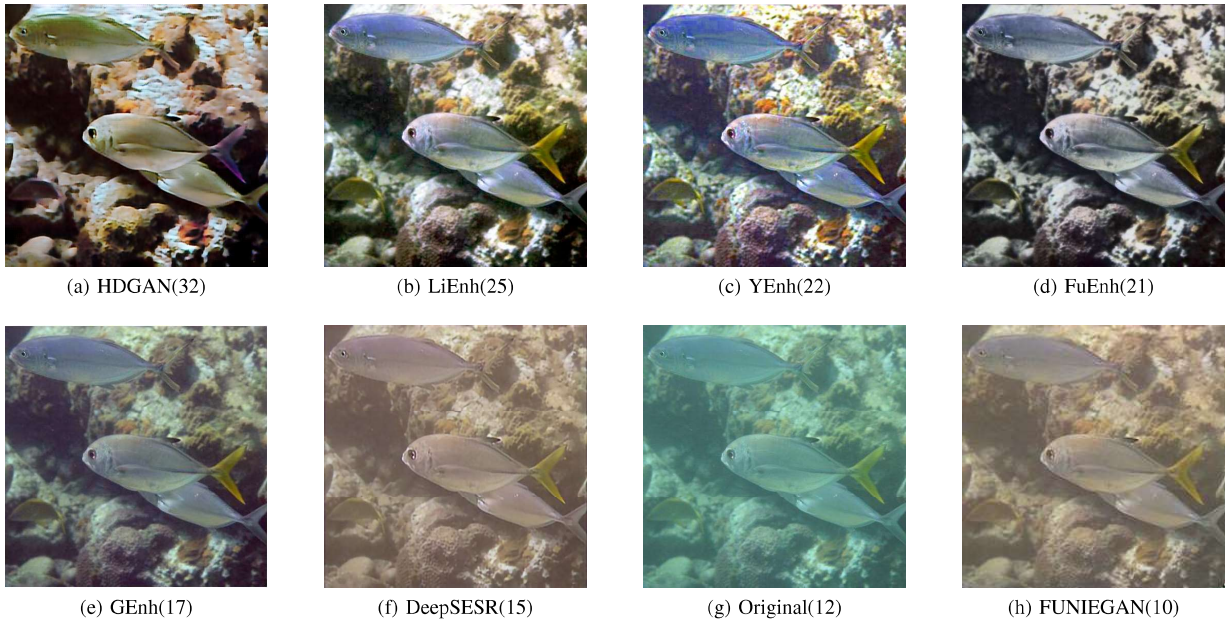 (a) HDGAN(32)
(b) LiEnh(25)
(c) YEnh(22)
(d) FuEnh(21)
(e) GEnh(17)
(f) DeepSESR(15)
(g) Original(12)
(h) FUNIEGAN(10)